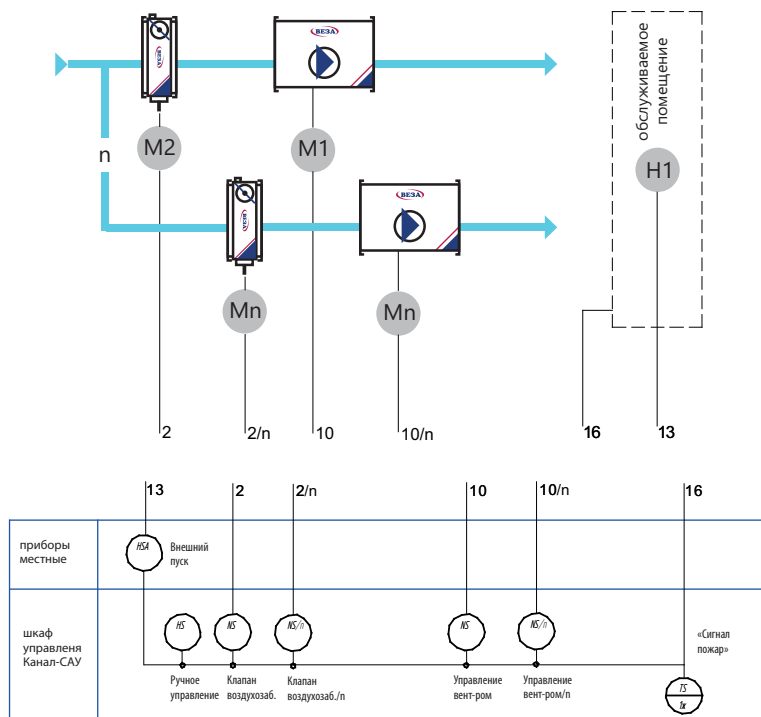 ВЕЗА
ВЕЗА
n
M2
M1
обслуживаемое
помещение
H1
ВЕЗА
ВЕЗА
Mn
Mn
2
2/n
10
10/n
16
13
13
2
2/n
10
10/n
16
приборы
местные
HSA
Внешний
пуск
шкаф
управленя
Канал-САУ
HS
NS
NS/n
NS
NS/n
«Сигнал
пожар»
Ручное
управление
Клапан
воздухозаб.
Клапан
воздухозаб./n
Управление
вент-ром
Управление
вент-ром/n
TS
1ж